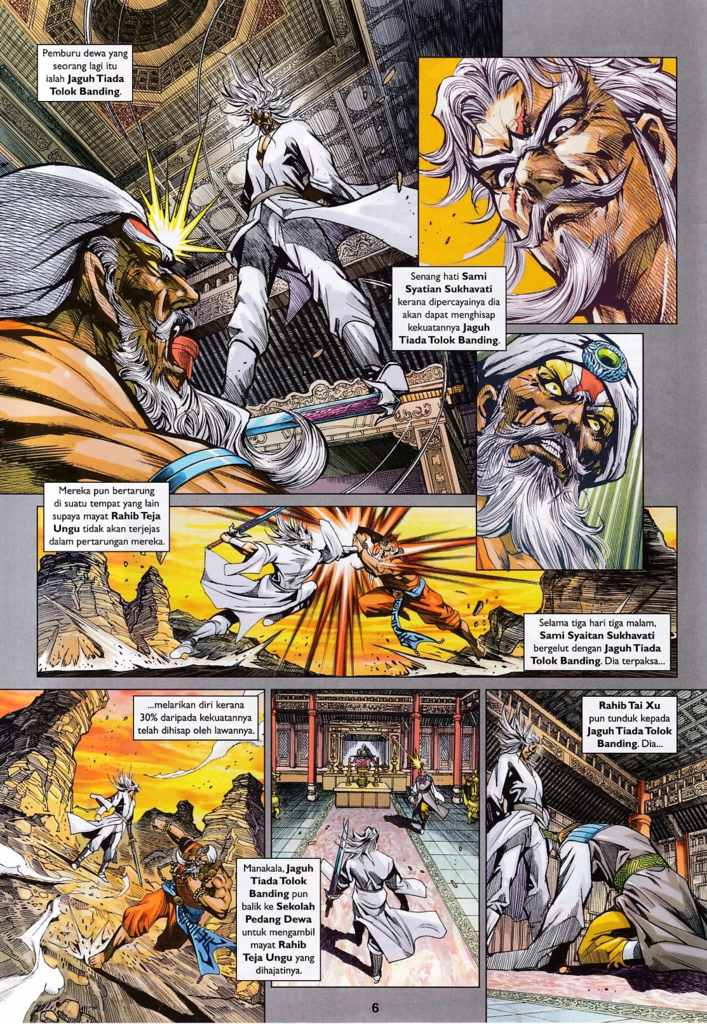 Pemburu dewa yang
seorang lagi itu
ialah Jaguh Tiada
Tolok Banding.
Senang hati Sami
Syatian Sukhavati
kerana dipercayainya dia
akan dapat menghisap
kekuatannya Jaguh
Tiada Tolok Banding.
Mereka pun bertarung
di suatu tempat yang lain
supaya mayat Rahib Teja
Ungu tidak akan terjejas
dalam pertarungan mereka.
Selama tiga hari tiga malam,
Sami Syaitan Sukhavati
bergelut dengan Jaguh Tiada
Tolok Banding. Dia terpaksa...
...melarikan diri kerana
30% daripada kekuatannya
telah dihisap oleh lawannya.
Manakala, Jaguh
Tiada Tolok
Banding pun
balik ke Sekolah
Pedang Dewa
untuk mengambil
mayat Rahib
Teja Ungu yang
dihajatinya.
Rahib Tai Xu
pun tunduk kepada
Jaguh Tiada Tolok
Banding. Dia...
6